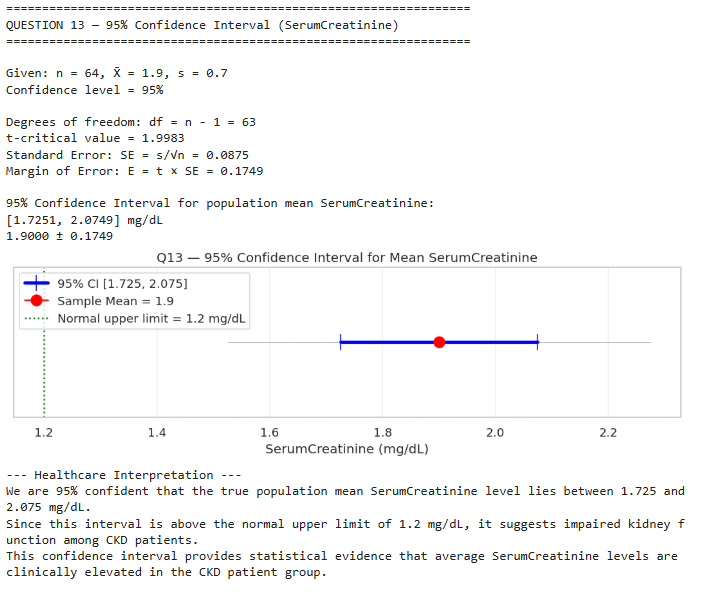 =================================================================
QUESTION 13 — 95% Confidence Interval (SerumCreatinine)
=================================================================
Given: n = 64, X̄ = 1.9, s = 0.7
Confidence level = 95%
Degrees of freedom: df = n - 1 = 63
t-critical value = 1.9983
Standard Error: SE = s/√n = 0.0875
Margin of Error: E = t × SE = 0.1749
95% Confidence Interval for population mean SerumCreatinine:
[1.7251, 2.0749] mg/dL
1.9000 ± 0.1749
Q13 — 95% Confidence Interval for Mean SerumCreatinine
95% CI [1.725, 2.075]
Sample Mean = 1.9
Normal upper limit = 1.2 mg/dL
1.2 1.4 1.6 1.8 2.0 2.2
SerumCreatinine (mg/dL)
--- Healthcare Interpretation ---
We are 95% confident that the true population mean SerumCreatinine level lies between 1.725 and
2.075 mg/dL.
Since this interval is above the normal upper limit of 1.2 mg/dL, it suggests impaired kidney f
unction among CKD patients.
This confidence interval provides statistical evidence that average SerumCreatinine levels are
clinically elevated in the CKD patient group.